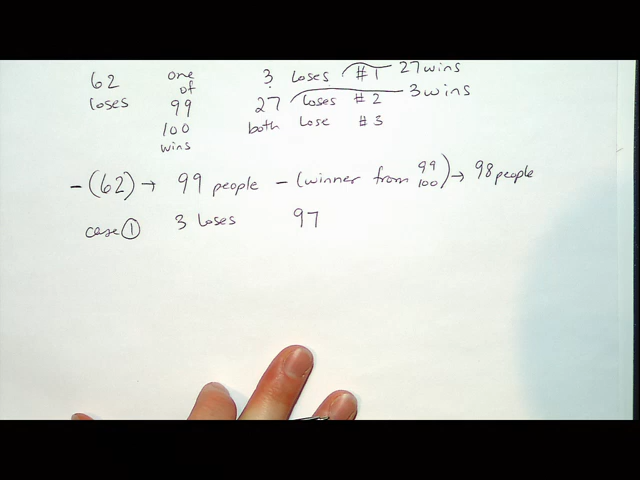 62 one 3 loses #1 27 wins
of
loses 99 27 loses #2 3 wins
100 both lose #3
wins
-(62) → 99 people - (winner from 99 100) → 98 people
case ① 3 loses 97